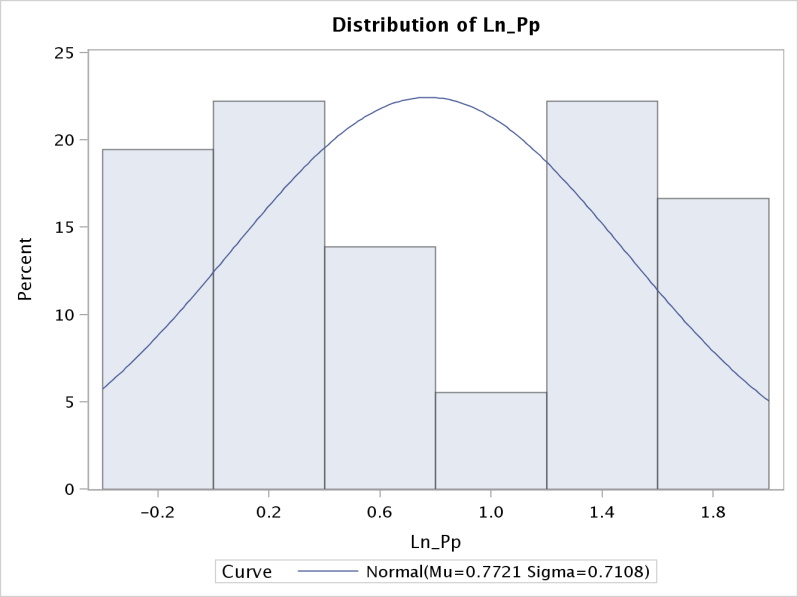 Distribution of Ln_Pp
25
20
15
10
5
0
Percent
−0.2 0.2 0.6 1.0 1.4 1.8
Ln_Pp
Curve Normal(Mu=0.7721 Sigma=0.7108)